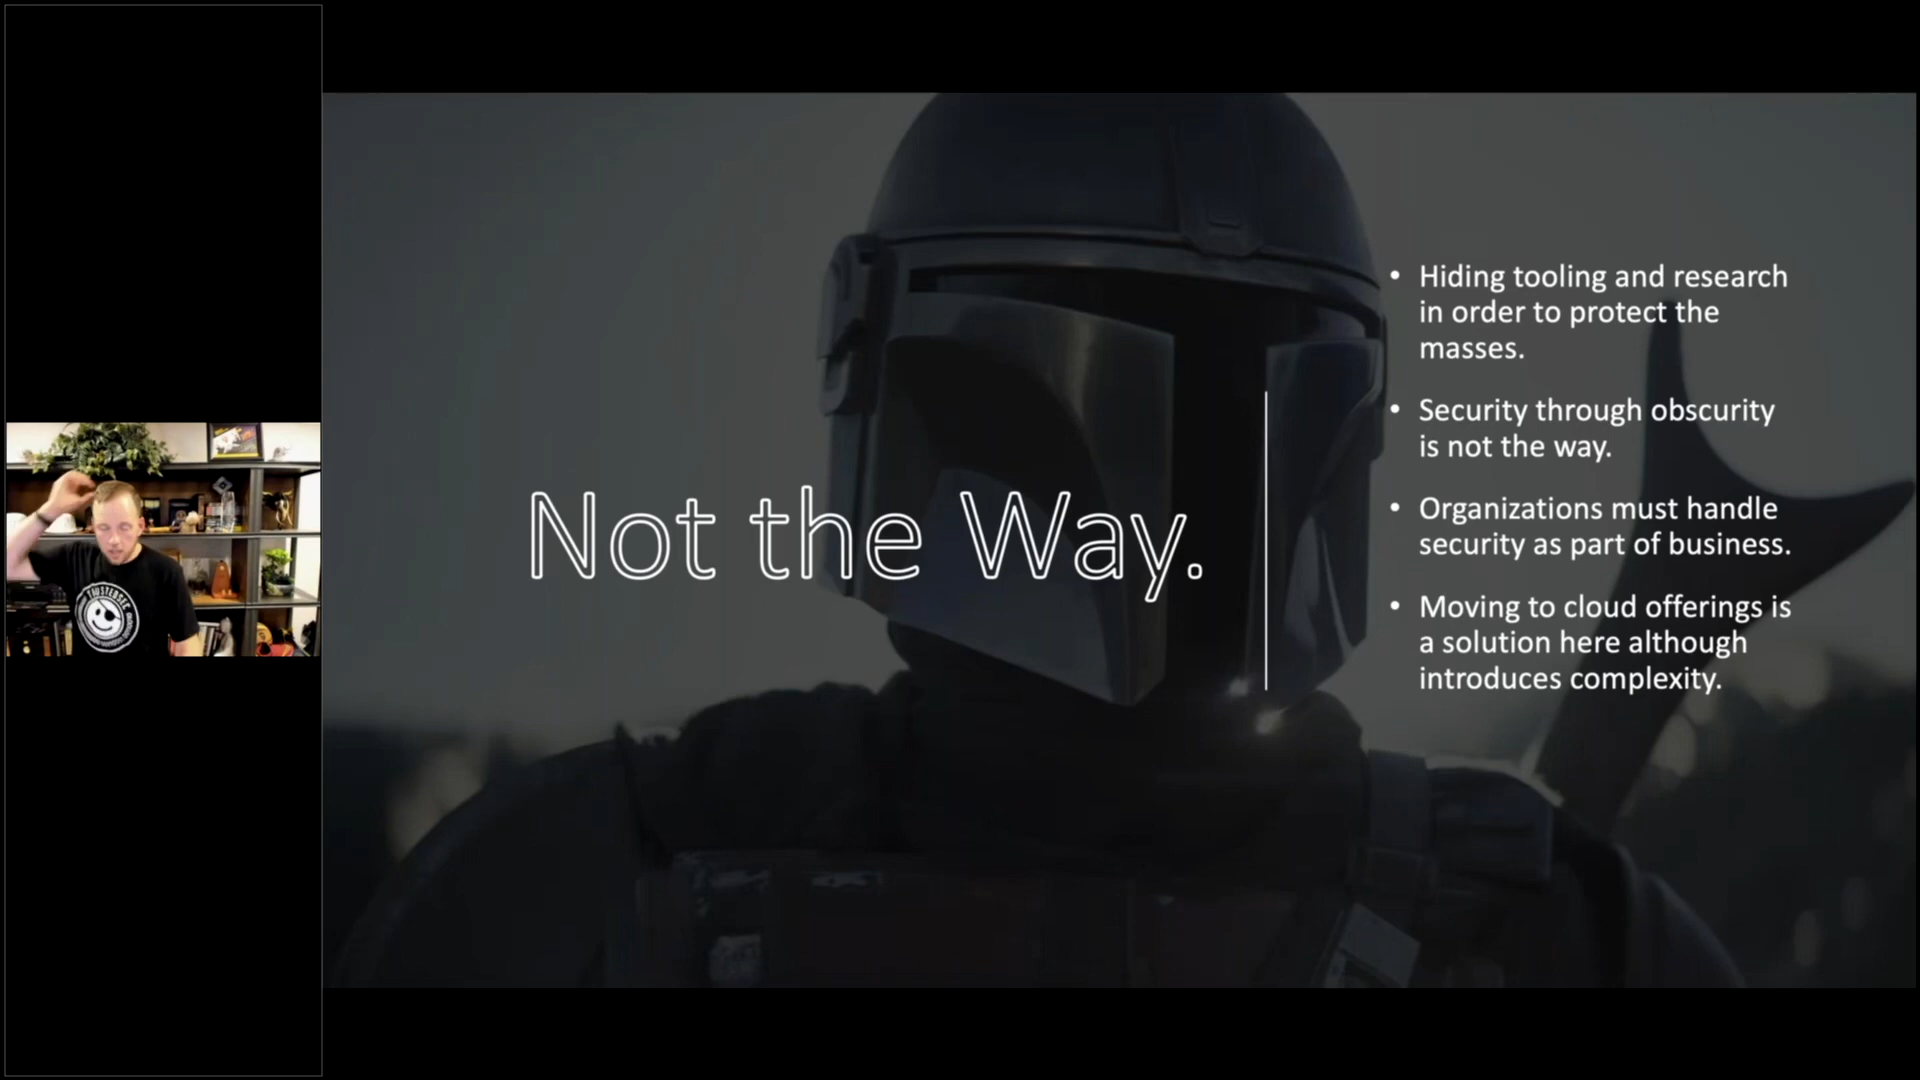 Not the Way.
• Hiding tooling and research
in order to protect the
masses.
• Security through obscurity
is not the way.
• Organizations must handle
security as part of business.
• Moving to cloud offerings is
a solution here although
introduces complexity.
TRUSTEDSEC